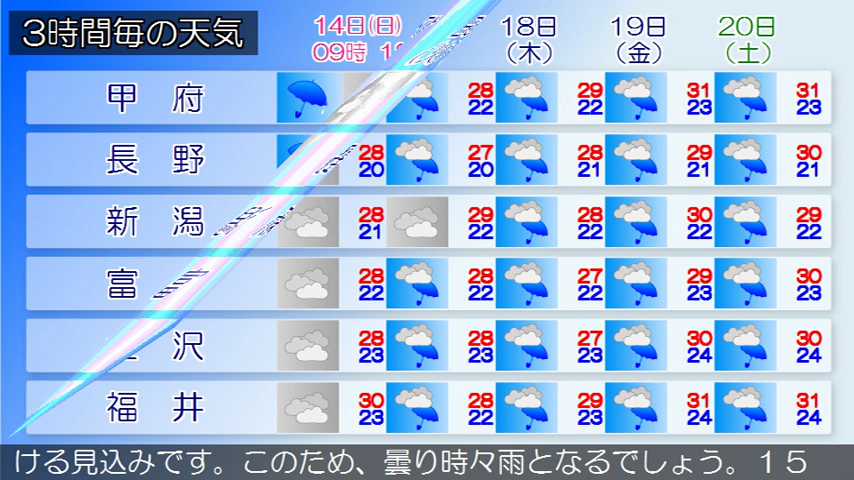 3時間毎の天気
14日(日) 18日 19日 20日
09時 (木) (金) (土)
甲 府 28 22 29 22 31 23 31 23
長 野 28 20 27 20 28 21 29 21 30 21
新 潟 28 21 29 22 28 22 30 22 29 22
富 28 22 28 22 27 22 29 23 30 23
沢 28 23 28 23 27 23 30 24 30 24
福 井 30 23 28 22 29 23 31 24 31 24
ける見込みです。このため、曇り時々雨となるでしょう。15